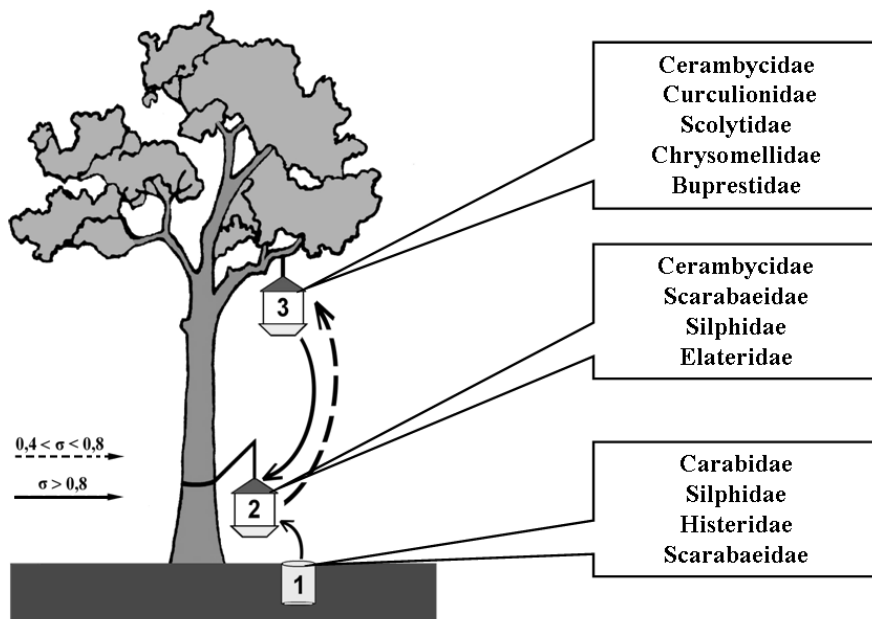 Cerambycidae
Curculionidae
Scolytidae
Chrysomellidae
Buprestidae
3
Cerambycidae
Scarabaeidae
Silphidae
Elateridae
0,4 < σ < 0,8
σ > 0,8
2
Carabidae
Silphidae
Histeridae
Scarabaeidae
1